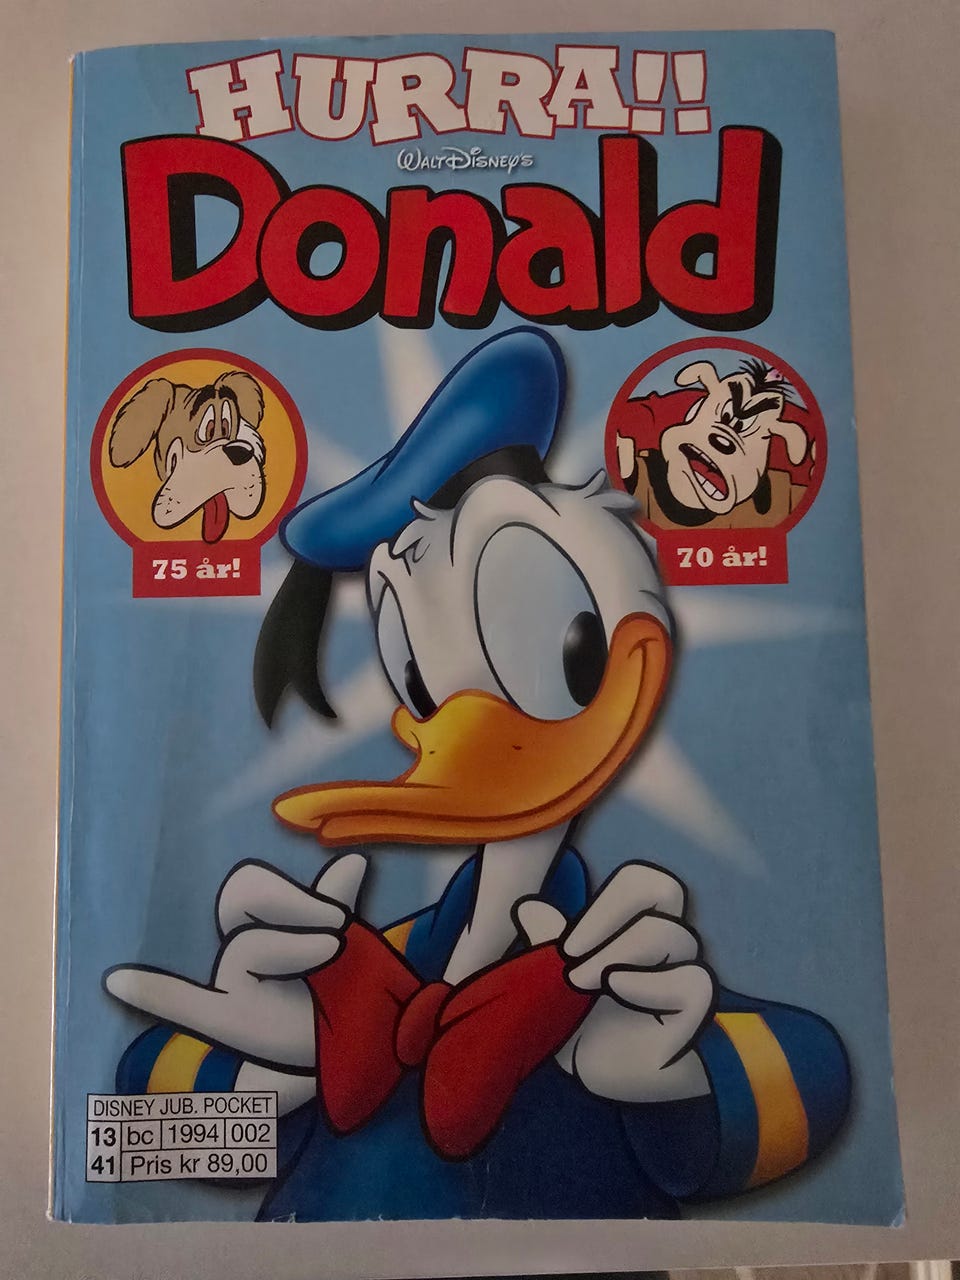 HURRA!!
WALT DISNEY'S
Donald
75 år!
70 år!
DISNEY JUB. POCKET
13 bc 1994 002
41 Pris kr 89,00